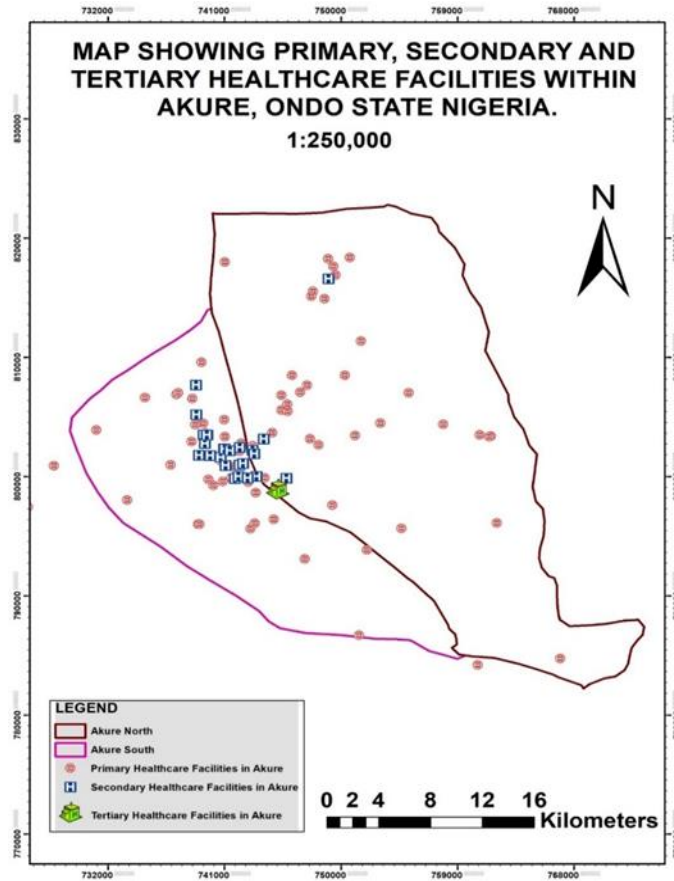 732000 741000 750000 759000 768000
MAP SHOWING PRIMARY, SECONDARY AND
TERTIARY HEALTHCARE FACILITIES WITHIN
AKURE, ONDO STATE NIGERIA.
1:250,000
N
830000
820000
810000
800000
790000
780000
770000
LEGEND
Akure North
Akure South
Primary Healthcare Facilities in Akure
H Secondary Healthcare Facilities in Akure
Tertiary Healthcare Facilities in Akure
0 2 4 8 12 16
Kilometers
732000 741000 750000 759000 768000